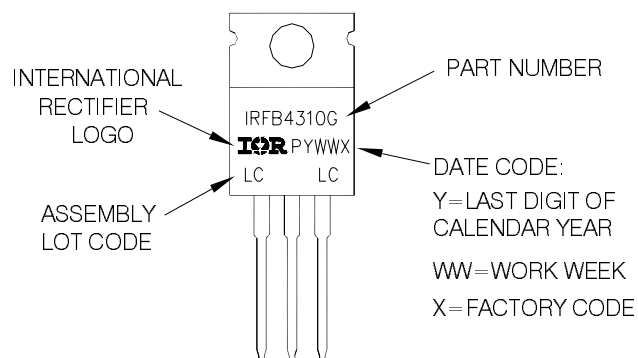 INTERNATIONAL
RECTIFIER
LOGO
PART NUMBER
IRFB4310G
IOR PYWWX
LC LC
ASSEMBLY
LOT CODE
DATE CODE:
Y=LAST DIGIT OF
CALENDAR YEAR
WW=WORK WEEK
X=FACTORY CODE